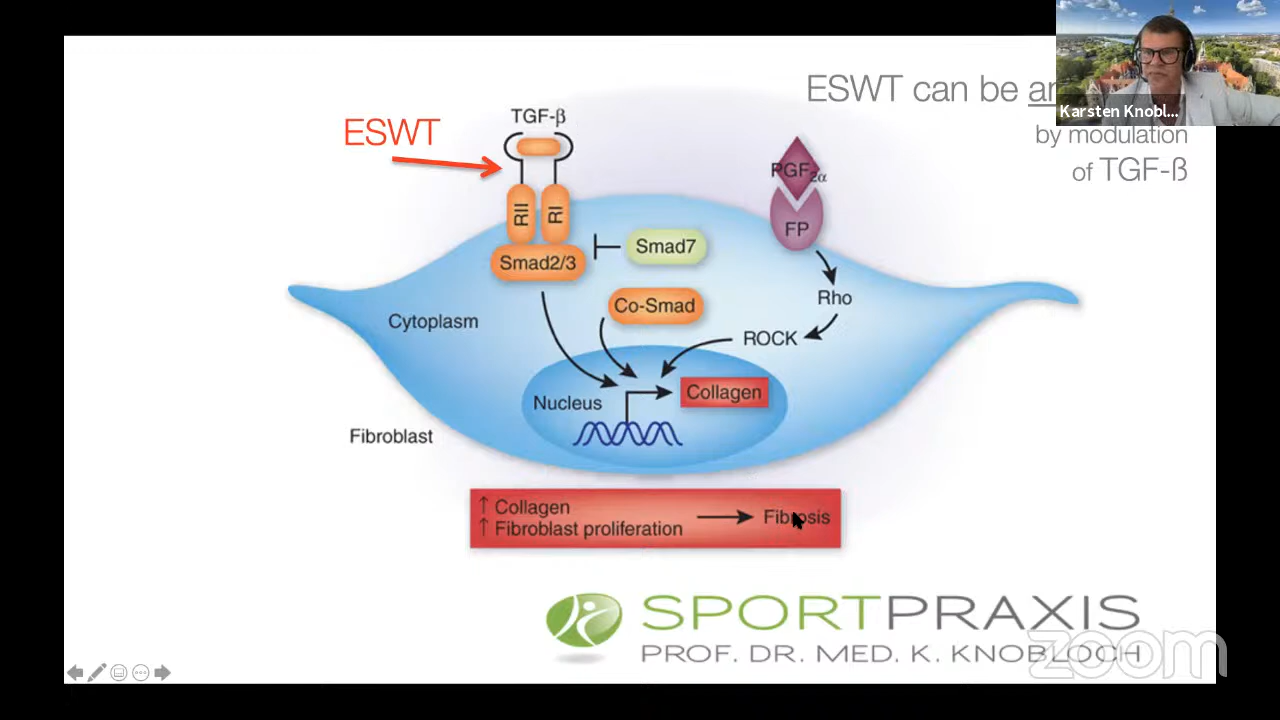 ESWT can be
Karsten Knobl...
by modulation
of TGF-ß
ESWT
TGF-β
PGF2α
RII
RI
FP
Smad7
Smad2/3
Rho
Co-Smad
Cytoplasm
ROCK
Collagen
Nucleus
Fibroblast
↑ Collagen
↑ Fibroblast proliferation
Fibrosis
SPORTPRAXIS
PROF. DR. MED. K. KNOBLOCH
zoom